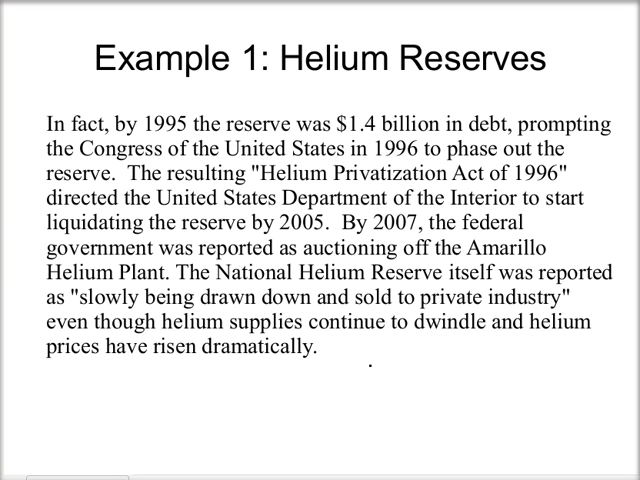 Example 1: Helium Reserves
In fact, by 1995 the reserve was $1.4 billion in debt, prompting
the Congress of the United States in 1996 to phase out the
reserve.  The resulting "Helium Privatization Act of 1996"
directed the United States Department of the Interior to start
liquidating the reserve by 2005.  By 2007, the federal
government was reported as auctioning off the Amarillo
Helium Plant. The National Helium Reserve itself was reported
as "slowly being drawn down and sold to private industry"
even though helium supplies continue to dwindle and helium
prices have risen dramatically.
.